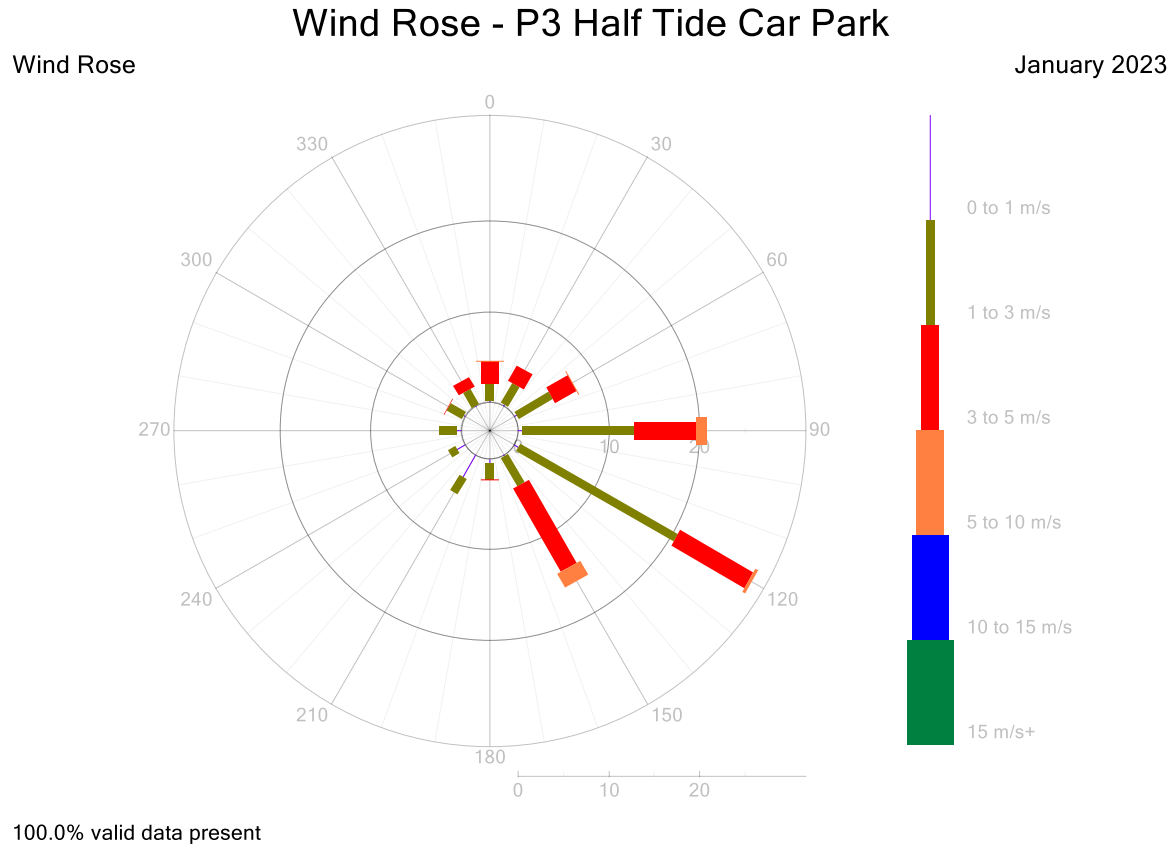 Wind Rose - P3 Half Tide Car Park
Wind Rose
January 2023
0
330
30
300
60
0 to 1 m/s
1 to 3 m/s
3 to 5 m/s
270
90
0
10
20
5 to 10 m/s
240
120
10 to 15 m/s
210
150
15 m/s+
180
0
10
20
100.0% valid data present